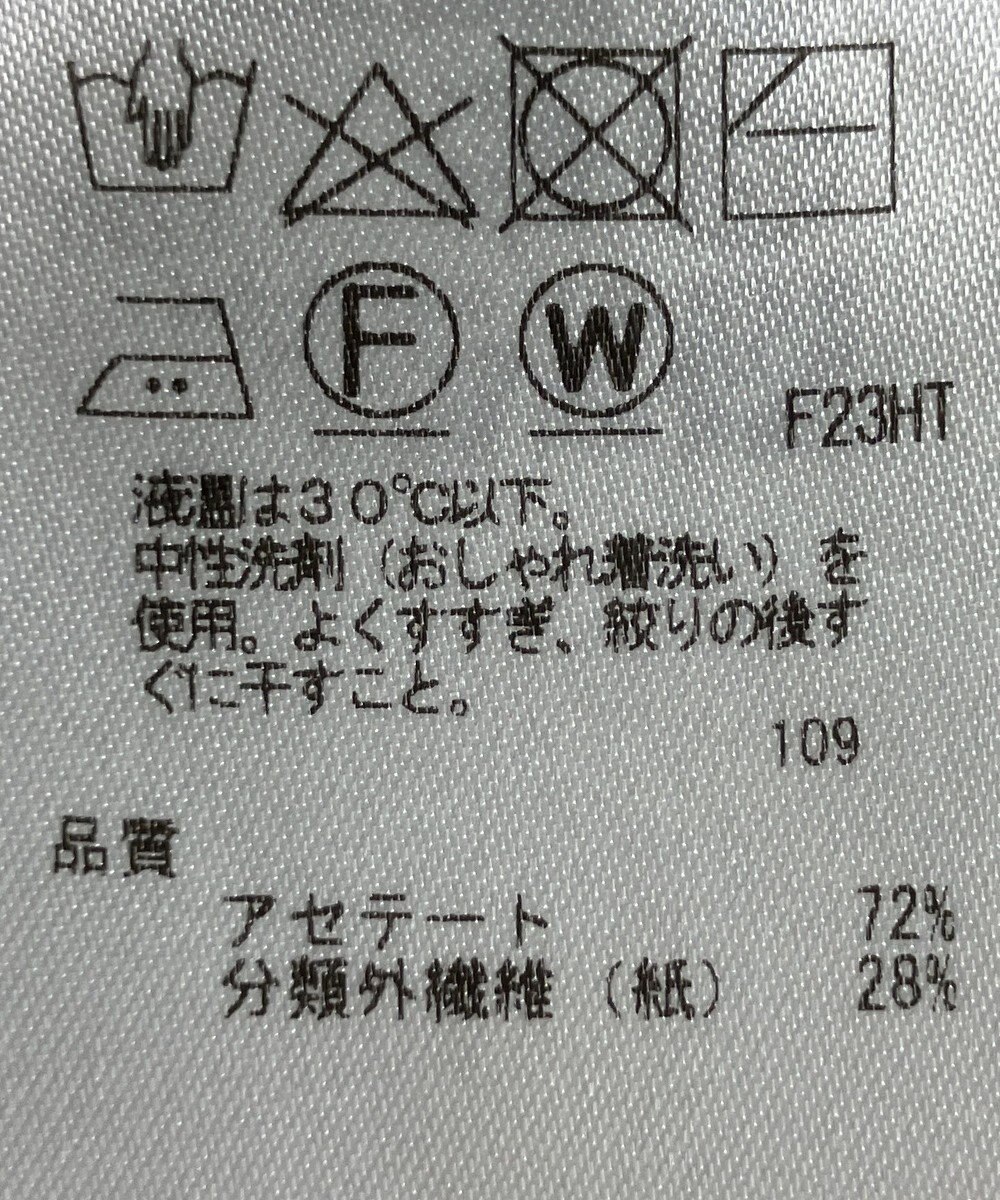 F
W
F23HT
液温は30℃以下。
中性洗剤（おしゃれ着洗い）を
使用。よくすすぎ、絞りの後す
ぐに干すこと。
109
品質
アセテート 72%
分類外繊維（紙） 28%